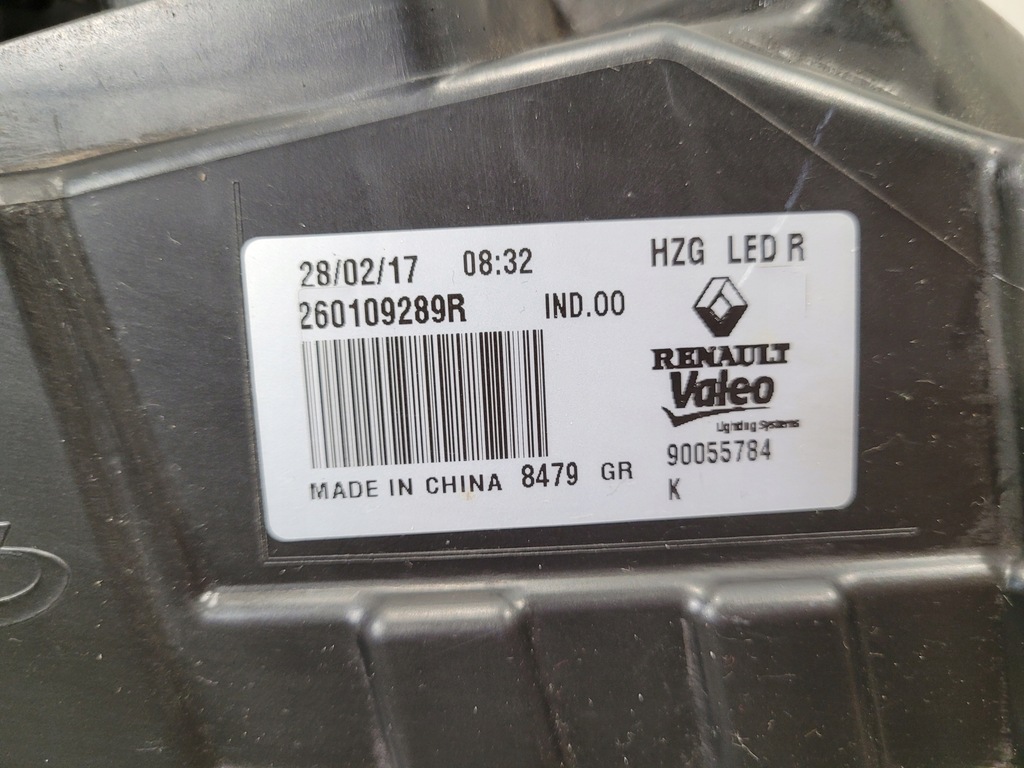 28/02/17 08:32 HZG LED R
260109289R IND.00
RENAULT
Valeo
Lighting Systems
90055784
MADE IN CHINA 8479 GR
K